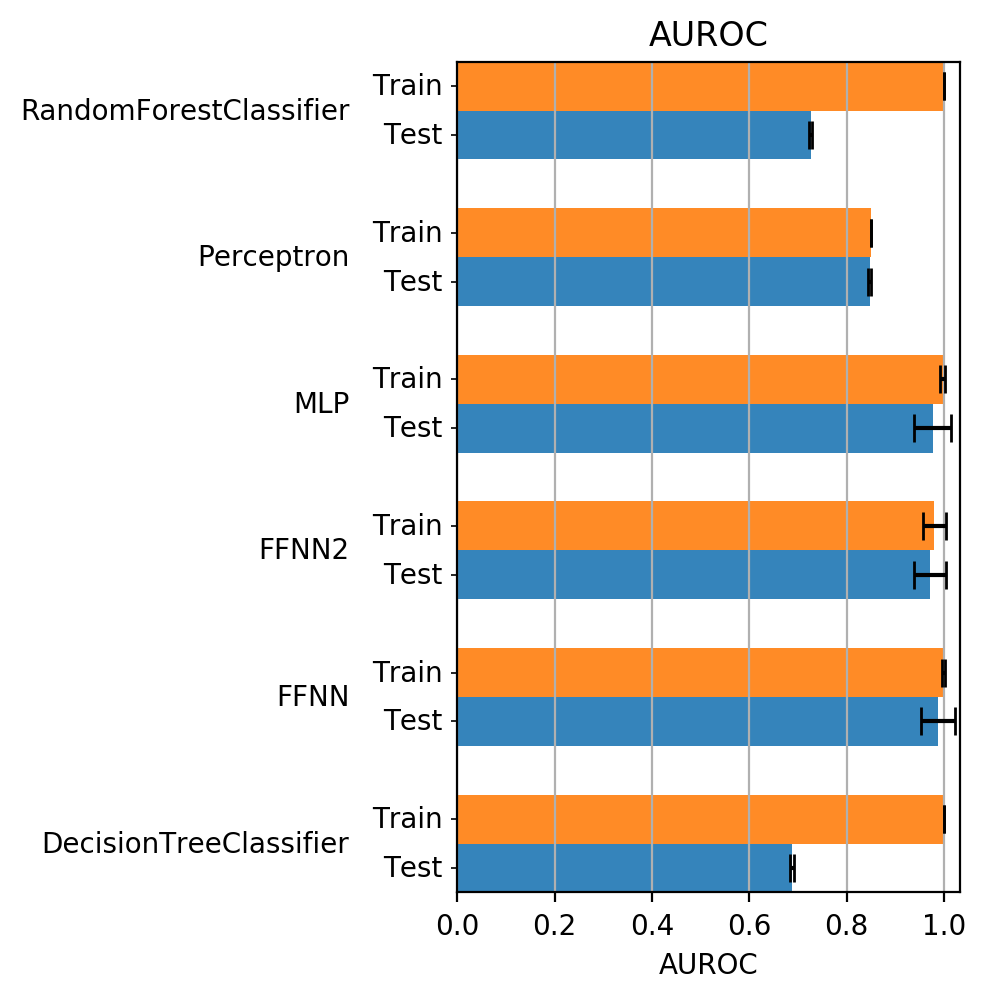 AUROC
RandomForestClassifier
Train
Test
Perceptron
Train
Test
MLP
Train
Test
FFNN2
Train
Test
FFNN
Train
Test
DecisionTreeClassifier
Train
Test
0.0 0.2 0.4 0.6 0.8 1.0
AUROC